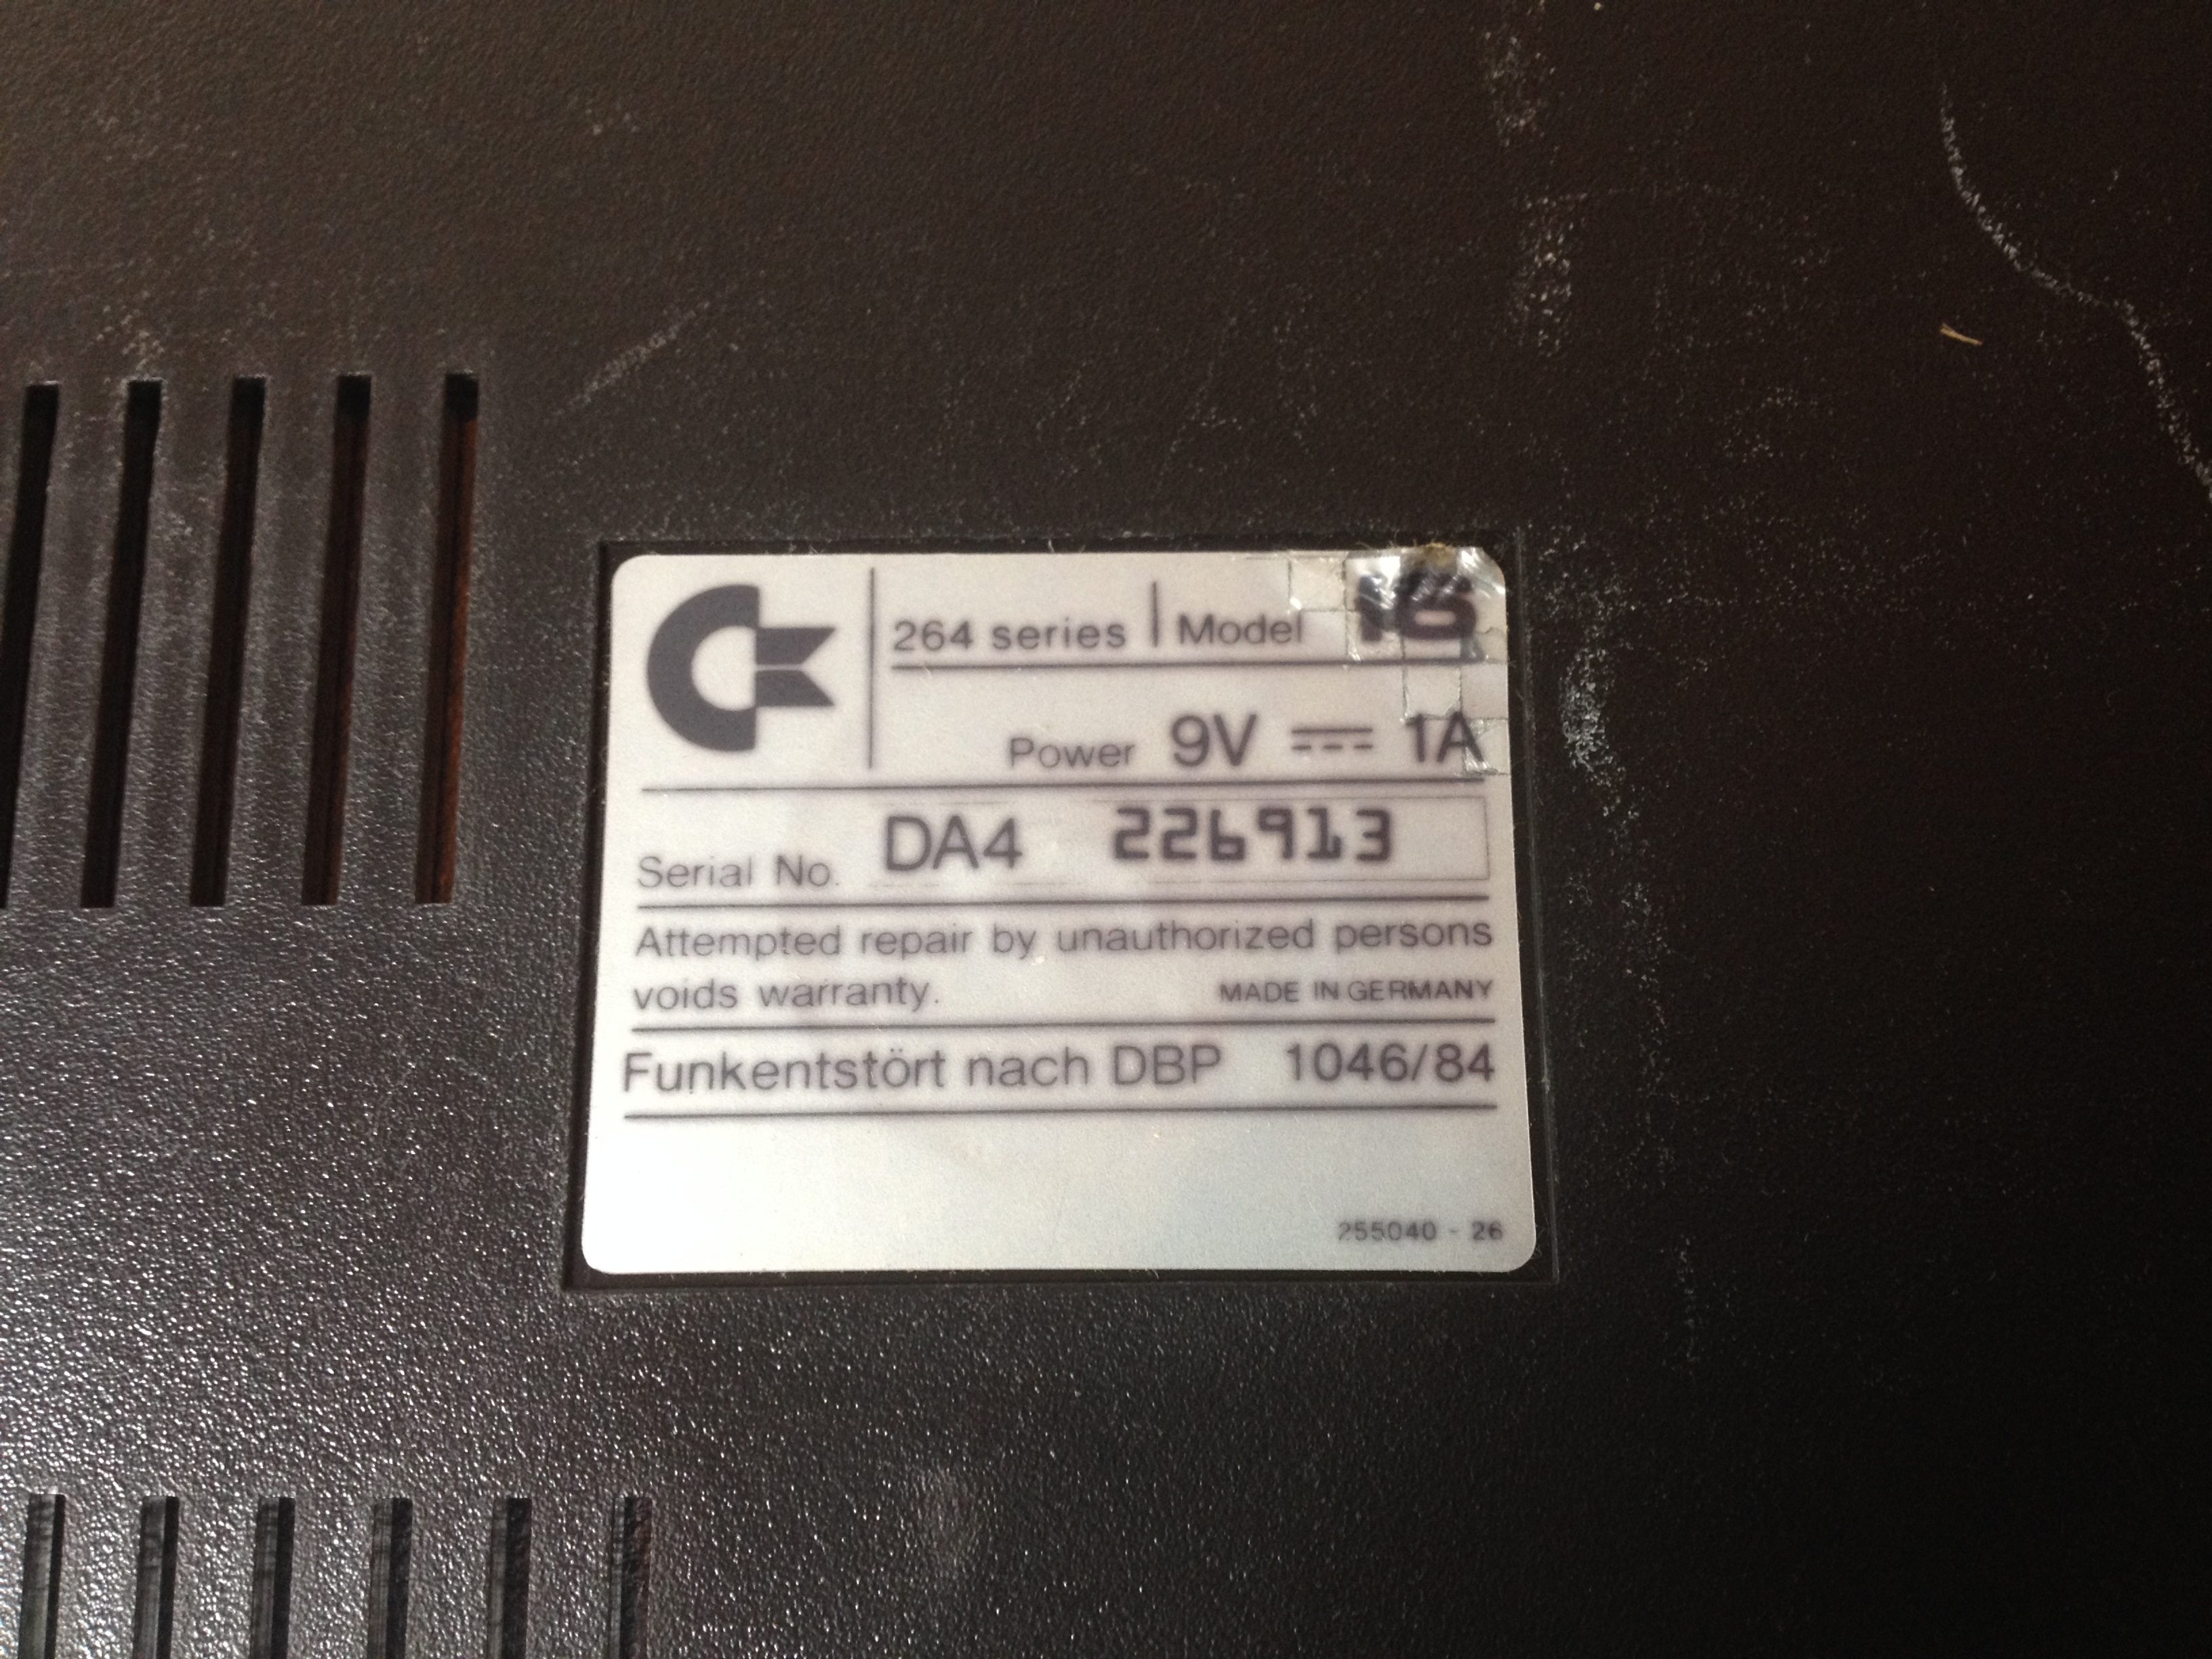 264 series Model 16
Power 9V 1A
Serial No. DA4 226913
Attempted repair by unauthorized persons
voids warranty. MADE IN GERMANY
Funkentstört nach DBP 1046/84
255040 - 26